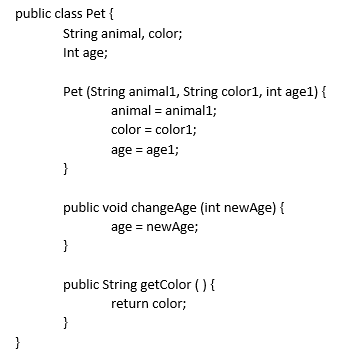 public class Pet {
String animal, color;
Int age;
Pet (String animal1, String color1, int age1) {
animal = animal1;
color = color1;
age = age1;
}
public void changeAge (int newAge) {
age = newAge;
}
public String getColor ( ) {
return color;
}
}